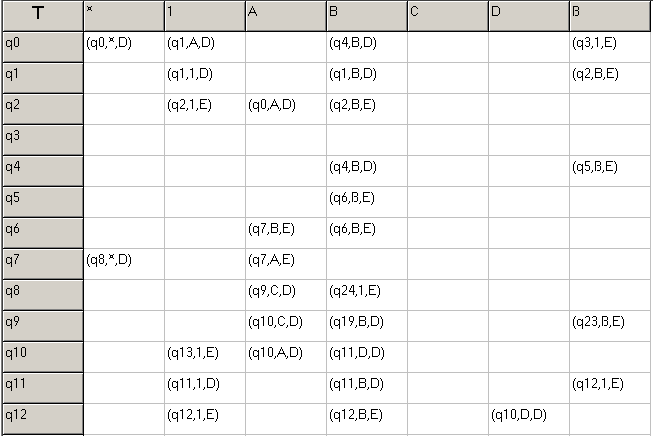 T * 1 A B C D B
q0 (q0,*,D) (q1,A,D) (q4,B,D) (q3,1,E)
q1 (q1,1,D) (q1,B,D) (q2,B,E)
q2 (q2,1,E) (q0,A,D) (q2,B,E)
q3
q4 (q4,B,D) (q5,B,E)
q5 (q6,B,E)
q6 (q7,B,E) (q6,B,E)
q7 (q8,*,D) (q7,A,E)
q8 (q9,C,D) (q24,1,E)
q9 (q10,C,D) (q19,B,D) (q23,B,E)
q10 (q13,1,E) (q10,A,D) (q11,D,D)
q11 (q11,1,D) (q11,B,D) (q12,1,E)
q12 (q12,1,E) (q12,B,E) (q10,D,D)